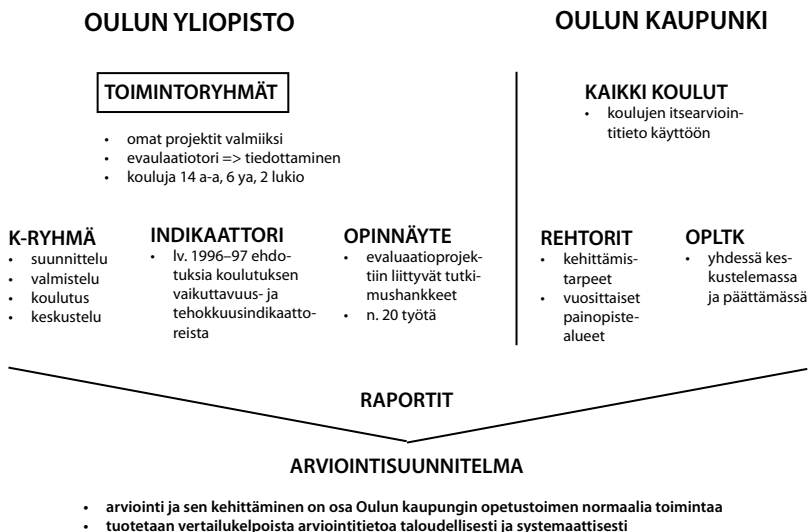 OULUN YLIOPISTO
OULUN KAUPUNKI
TOIMINTORYHMÄT
• omat projektit valmiiksi
• evaulaatiotori => tiedottaminen
• kouluja 14 a-a, 6 ya, 2 lukio
KAIKKI KOULUT
• koulujen itsearvioin-
titieto käyttöön
K-RYHMÄ
• suunnittelu
• valmistelu
• koulutus
• keskustelu
INDIKAATTORI
• lv. 1996–97 ehdo-
tuksia koulutuksen
vaikuttavuus- ja
tehokkuusindikaatto-
reista
OPINNÄYTE
• evaluaatioprojek-
tiin liittyvät tutki-
mushankkeet
• n. 20 työtä
REHTORIT
• kehittämis-
tarpeet
• vuosittaiset
painopiste-
alueet
OPLTK
• yhdessä kes-
kustelemassa
ja päättämässä
RAPORTIT
ARVIOINTISUUNNITELMA
• arviointi ja sen kehittäminen on osa Oulun kaupungin opetustoimen normaalia toimintaa
• tuotetaan vertailukelpoista arviointitietoa taloudellisesti ja systemaattisesti